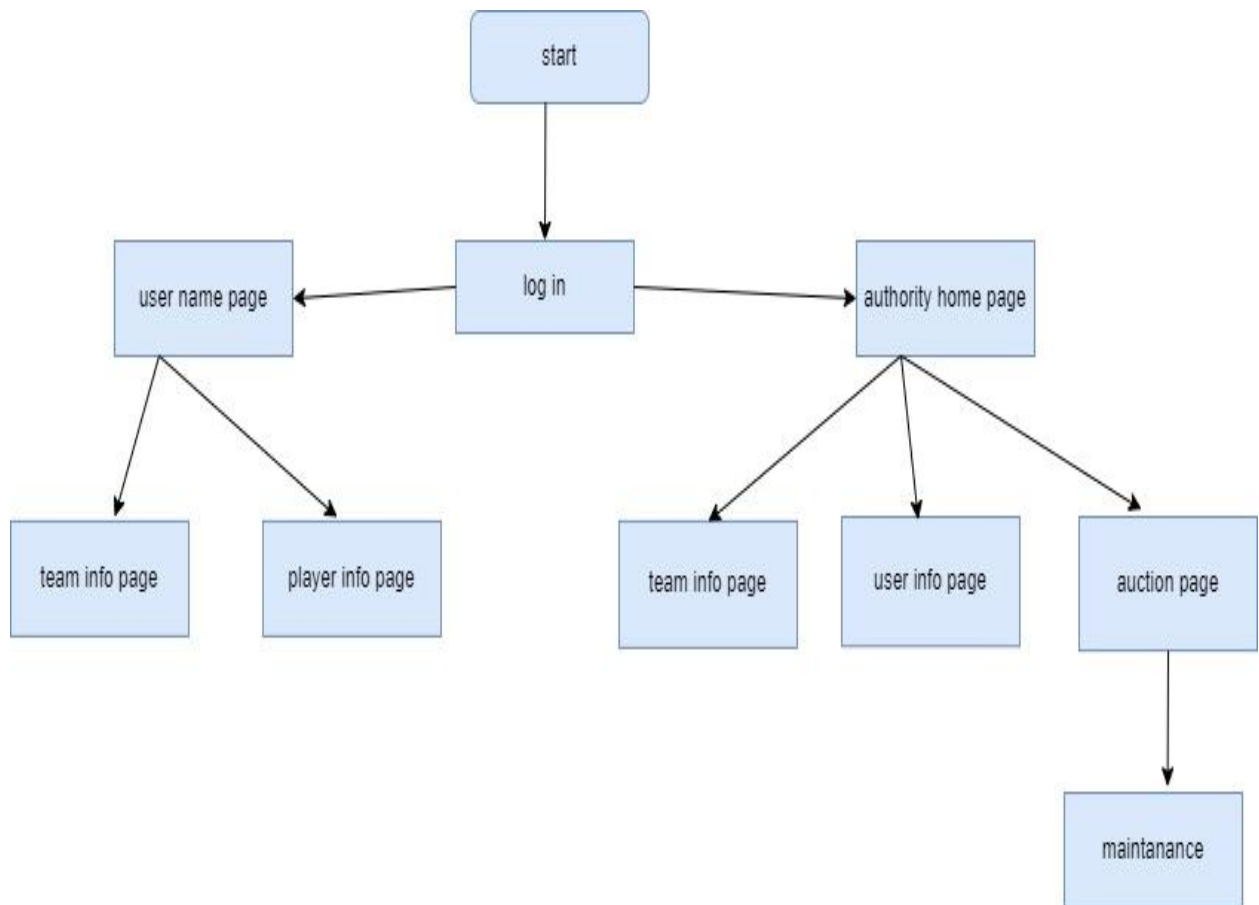 start
log in
user name page
authority home page
team info page
player info page
team info page
user info page
auction page
maintanance